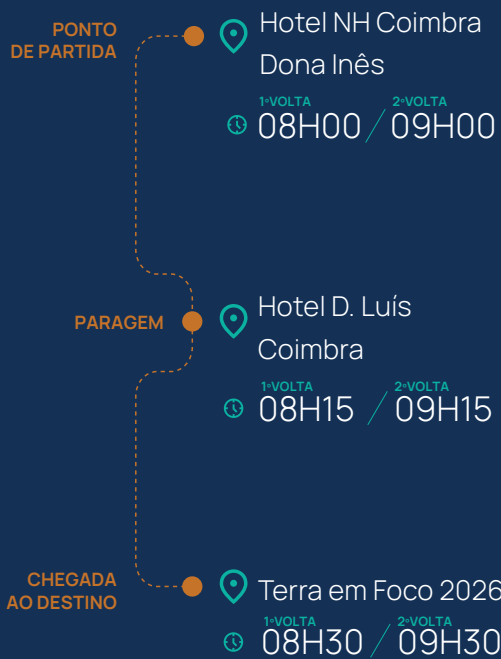 PONTO
DE PARTIDA
Hotel NH Coimbra
Dona Inês
1ªVOLTA 2ªVOLTA
08H00 / 09H00
PARAGEM
Hotel D. Luís
Coimbra
1ªVOLTA 2ªVOLTA
08H15 / 09H15
CHEGADA
AO DESTINO
Terra em Foco 2026
1ªVOLTA 2ªVOLTA
08H30 / 09H30